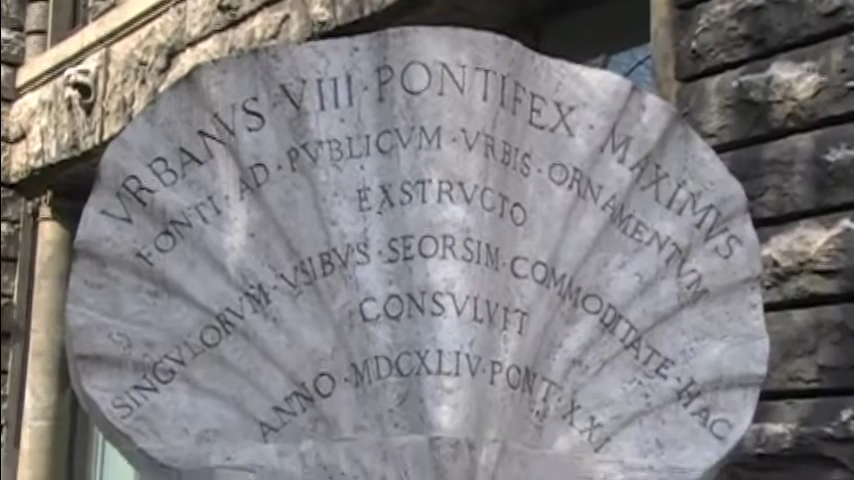 VRBANVS · VIII · PONTIFEX · MAXIMVS
FONTI · AD · PVBLICVM · VRBIS · ORNAMENTVM
EXSTRVCTO
SINGVLORVM · VSIBVS · SEORSIM · COMMODITATE · HAC
CONSVLVIT
ANNO · MDCXLIV · PONT · XXI